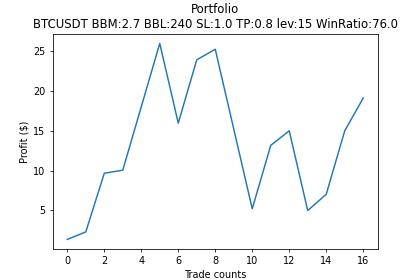 Portfolio
BTCUSDT BBM:2.7 BBL:240 SL:1.0 TP:0.8 lev:15 WinRatio:76.0
25
20
15
10
5
Profit ($)
0 2 4 6 8 10 12 14 16
Trade counts